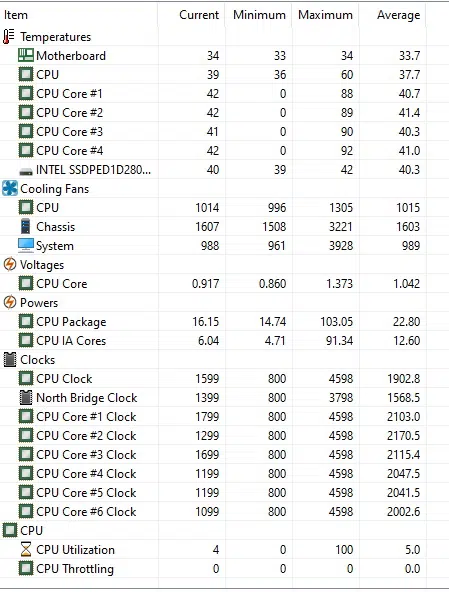 Item Current Minimum Maximum Average
Temperatures
Motherboard 34 33 34 33.7
CPU 39 36 60 37.7
CPU Core #1 42 0 88 40.7
CPU Core #2 42 0 89 41.4
CPU Core #3 41 0 90 40.3
CPU Core #4 42 0 92 41.0
INTEL SSDPED1D280... 40 39 42 40.3
Cooling Fans
CPU 1014 996 1305 1015
Chassis 1607 1508 3221 1603
System 988 961 3928 989
Voltages
CPU Core 0.917 0.860 1.373 1.042
Powers
CPU Package 16.15 14.74 103.05 22.80
CPU IA Cores 6.04 4.71 91.34 12.60
Clocks
CPU Clock 1599 800 4598 1902.8
North Bridge Clock 1399 800 3798 1568.5
CPU Core #1 Clock 1799 800 4598 2103.0
CPU Core #2 Clock 1299 800 4598 2170.5
CPU Core #3 Clock 1699 800 4598 2115.4
CPU Core #4 Clock 1199 800 4598 2047.5
CPU Core #5 Clock 1199 800 4598 2041.5
CPU Core #6 Clock 1099 800 4598 2002.6
CPU
CPU Utilization 4 0 100 5.0
CPU Throttling 0 0 0 0.0